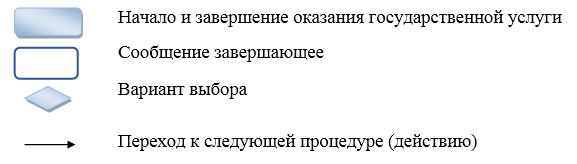 Начало и завершение оказания государственной услуги
Сообщение завершающее
Вариант выбора
Переход к следующей процедуре (действию)